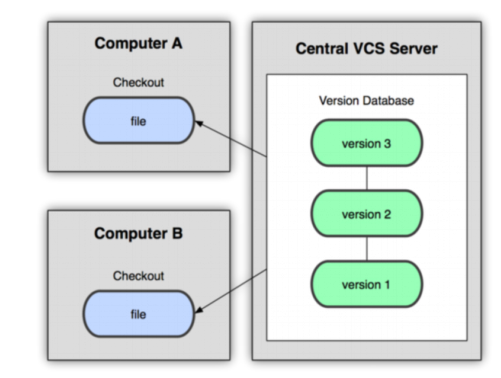 Computer A
Checkout
file
Computer B
Checkout
file
Central VCS Server
Version Database
version 3
version 2
version 1